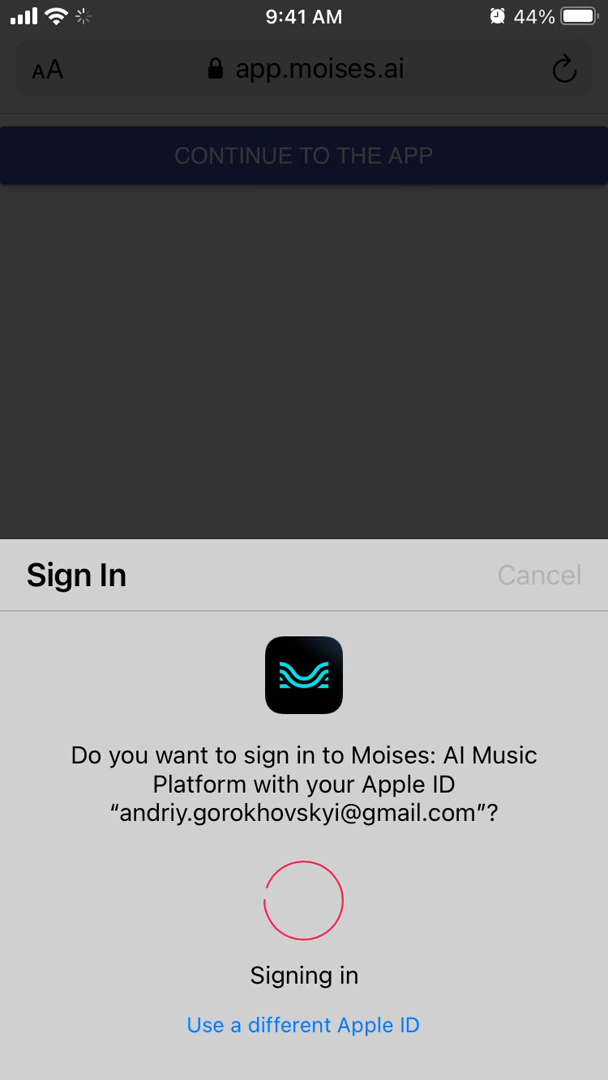 9:41 AM
44%
AA
app.moises.ai
CONTINUE TO THE APP
Sign In
Cancel
Do you want to sign in to Moises: AI Music
Platform with your Apple ID
“andriy.gorokhovskyi@gmail.com”?
Signing in
Use a different Apple ID